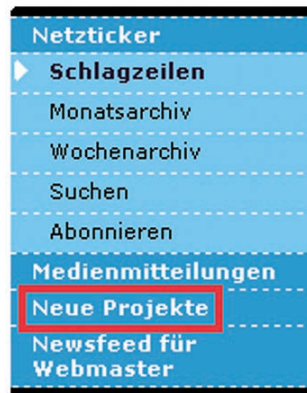 Netzticker
Schlagzeilen
Monatsarchiv
Wochenarchiv
Suchen
Abonnieren
Medienmitteilungen
Neue Projekte
Newsfeed für
Webmaster